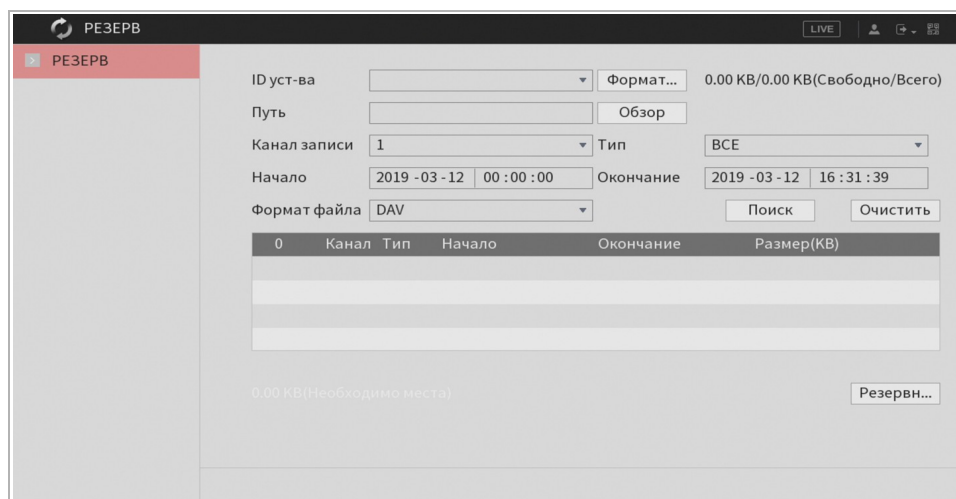 РЕЗЕРВ LIVE
РЕЗЕРВ
ID уст-ва Формат... 0.00 KB/0.00 KB(Свободно/Всего)
Путь Обзор
Канал записи 1 Тип ВСЕ
Начало 2019 -03 -12 00 :00 :00 Окончание 2019 -03 -12 16 : 31 : 39
Формат файла DAV Поиск Очистить
0 Канал Тип Начало Окончание Размер(KB)
0.00 KB(Необходимо места) Резервн...